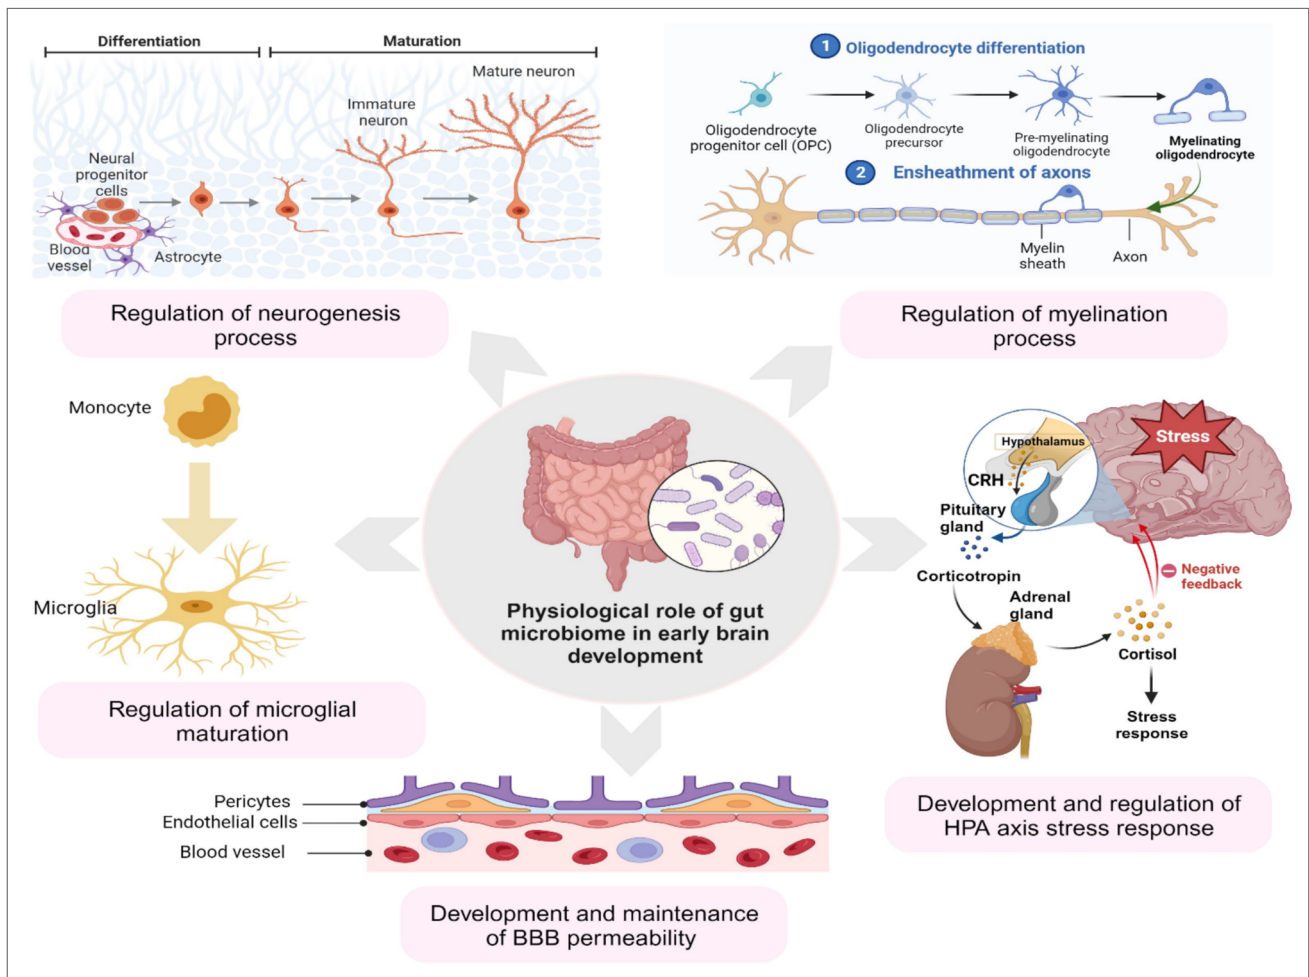 Differentiation
Maturation
Mature neuron
Immature
neuron
Neural
progenitor
cells
Blood
vessel
Astrocyte
Regulation of neurogenesis
process
1 Oligodendrocyte differentiation
Oligodendrocyte
progenitor cell (OPC)
Oligodendrocyte
precursor
Pre-myelinating
oligodendrocyte
Myelinating
oligodendrocyte
2 Ensheathment of axons
Myelin
sheath
Axon
Regulation of myelination
process
Monocyte
Microglia
Regulation of microglial
maturation
Physiological role of gut
microbiome in early brain
development
Hypothalamus
Stress
CRH
Pituitary
gland
Corticotropin
Adrenal
gland
Negative
feedback
Cortisol
Stress
response
Development and regulation of
HPA axis stress response
Pericytes
Endothelial cells
Blood vessel
Development and maintenance
of BBB permeability